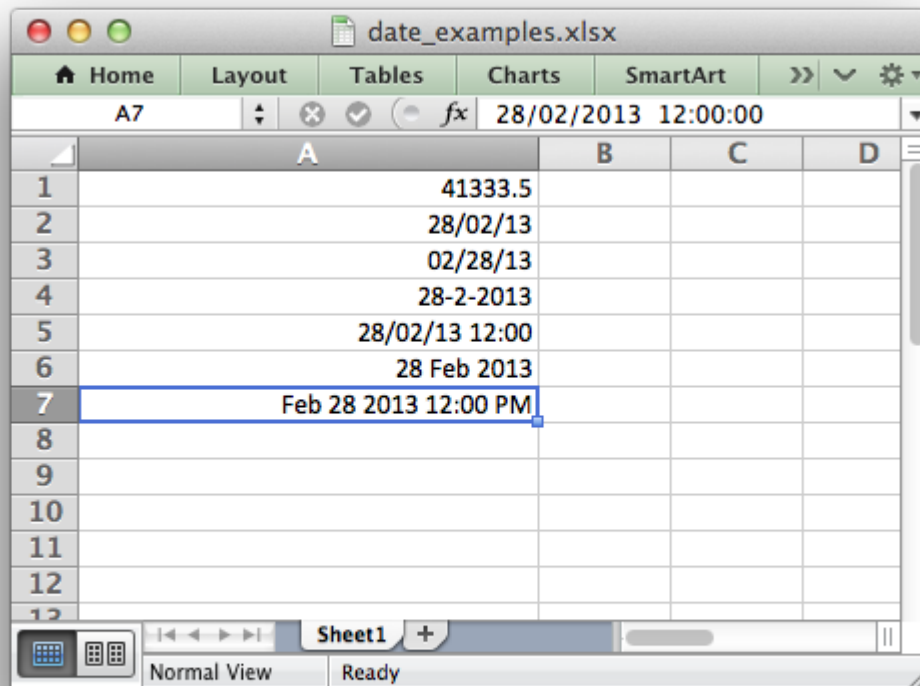 date_examples.xlsx
Home Layout Tables Charts SmartArt
A7 fx 28/02/2013 12:00:00
A B C D
1 41333.5
2 28/02/13
3 02/28/13
4 28-2-2013
5 28/02/13 12:00
6 28 Feb 2013
7 Feb 28 2013 12:00 PM
8
9
10
11
12
13
Sheet1
Normal View Ready